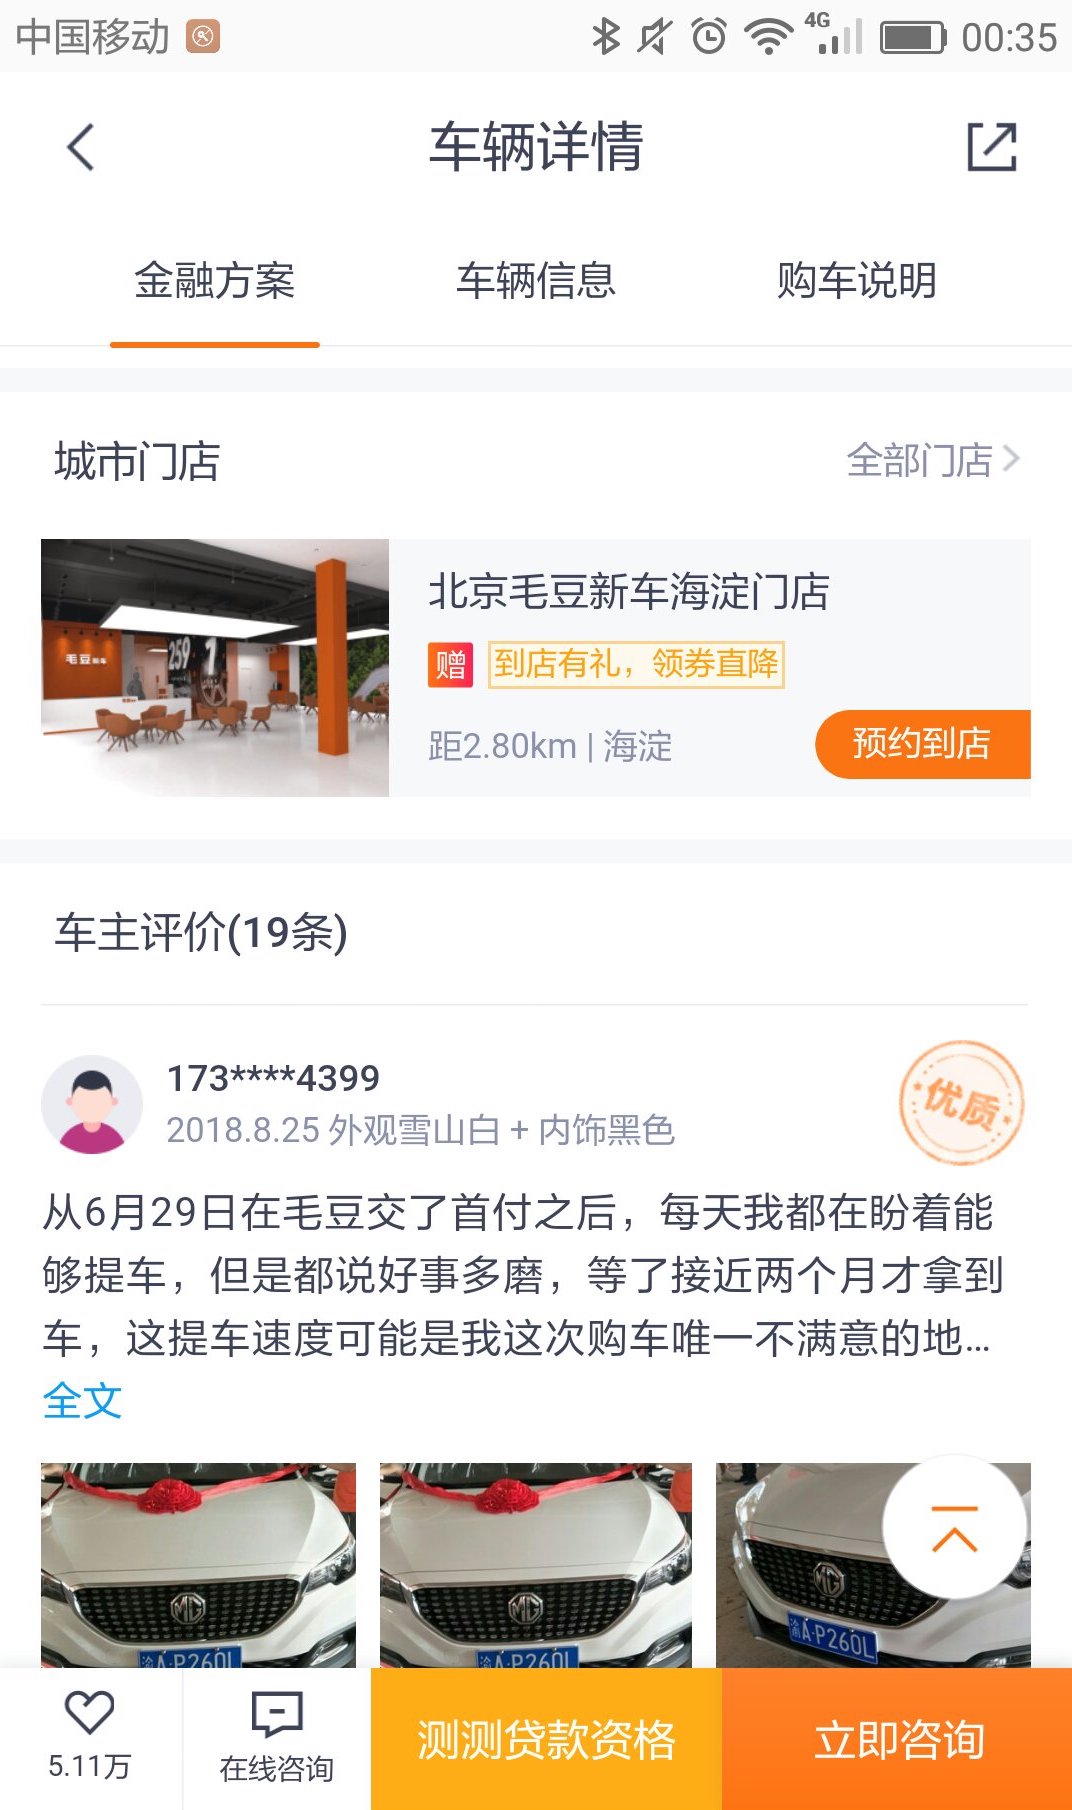 中国移动
4G
00:35
车辆详情
金融方案
车辆信息
购车说明
城市门店
全部门店
毛豆新车
259
1
北京毛豆新车海淀门店
赠
到店有礼，领券直降
距2.80km | 海淀
预约到店
车主评价(19条)
173****4399
2018.8.25 外观雪山白 + 内饰黑色
优质
从6月29日在毛豆交了首付之后，每天我都在盼着能
够提车，但是都说好事多磨，等了接近两个月才拿到
车，这提车速度可能是我这次购车唯一不满意的地...
全文
MG
渝A·P260L
MG
渝A·P260L
MG
渝A·P260L
5.11万
在线咨询
测测贷款资格
立即咨询